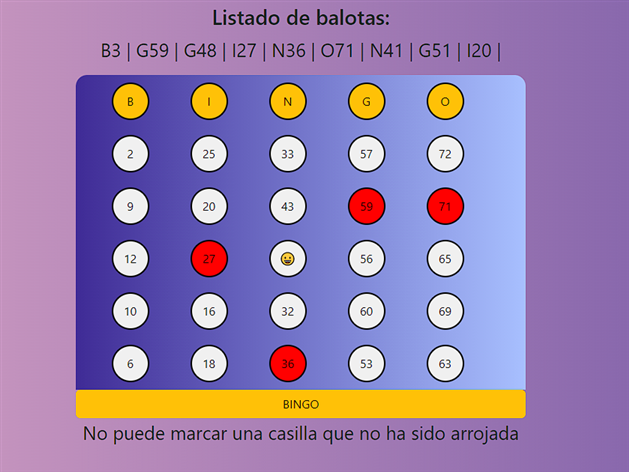 Listado de balotas:
B3 | G59 | G48 | I27 | N36 | O71 | N41 | G51 | I20 |
B I N G O
2 25 33 57 72
9 20 43 59 71
12 27 😀 56 65
10 16 32 60 69
6 18 36 53 63
BINGO
No puede marcar una casilla que no ha sido arrojada